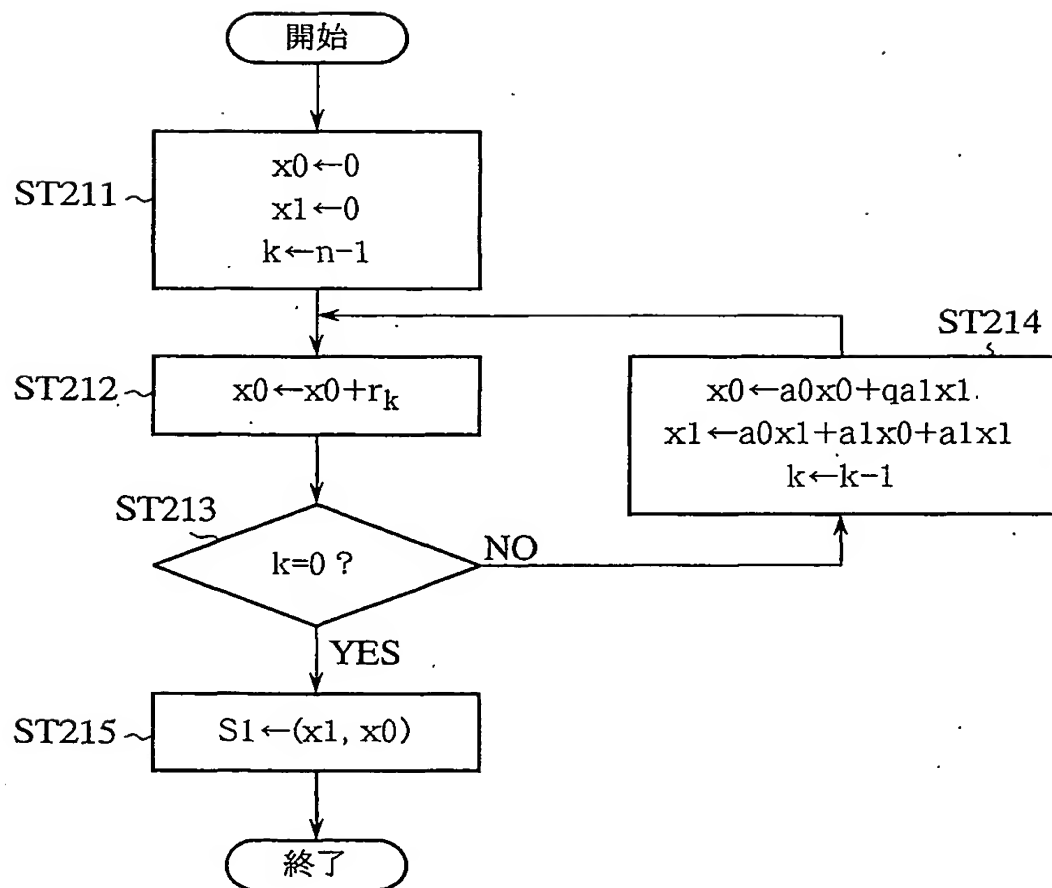 開始
ST211
x0←0
x1←0
k←n-1
ST214
x0←a0x0+qa1x1
x1←a0x1+a1x0+a1x1
k←k-1
ST212
x0←x0+rk
ST213
k=0 ?
NO
YES
ST215
S1←(x1, x0)
終了